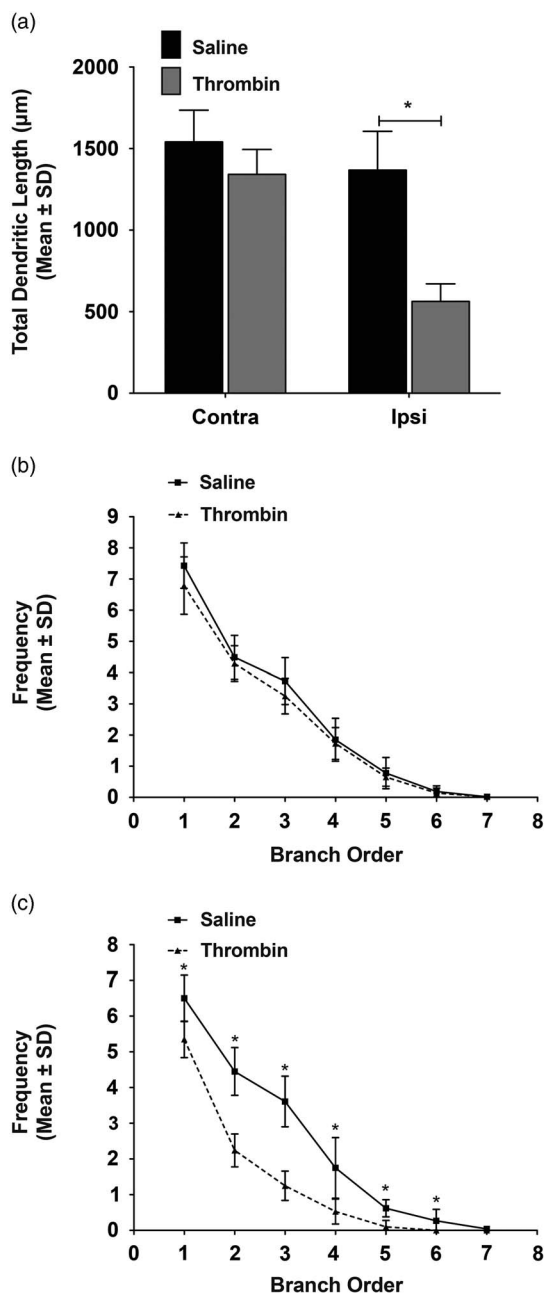 (a)
Saline
Thrombin
Total Dendritic Length (µm)
(Mean ± SD)
2000
1500
1000
500
0
*
Contra
Ipsi
(b)
Saline
Thrombin
Frequency
(Mean ± SD)
9
8
7
6
5
4
3
2
1
0
0 1 2 3 4 5 6 7 8
Branch Order
(c)
Saline
Thrombin
Frequency
(Mean ± SD)
8
7
6
5
4
3
2
1
0
* * * * * *
0 1 2 3 4 5 6 7 8
Branch Order